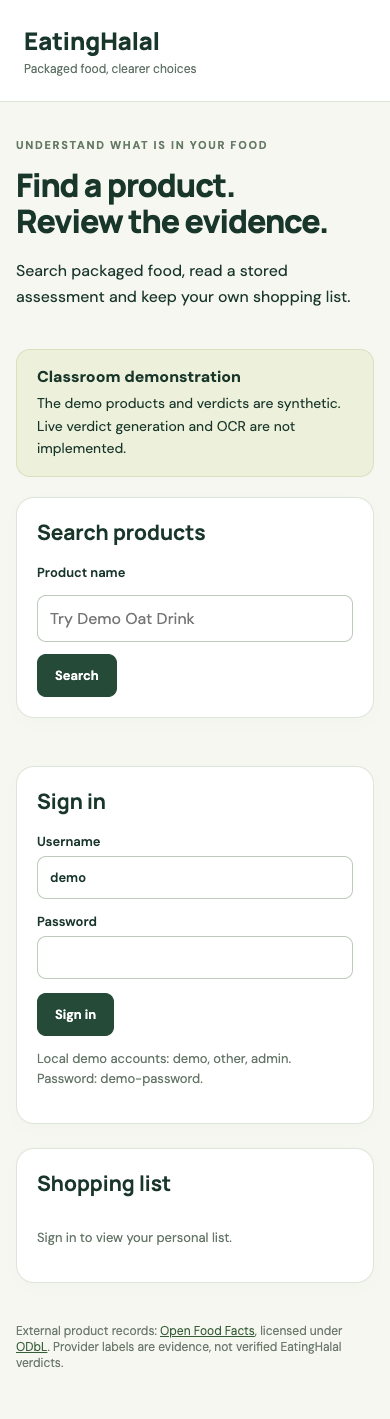 EatingHalal
Packaged food, clearer choices
UNDERSTAND WHAT IS IN YOUR FOOD
Find a product.
Review the evidence.
Search packaged food, read a stored
assessment and keep your own shopping list.
Classroom demonstration
The demo products and verdicts are synthetic.
Live verdict generation and OCR are not
implemented.
Search products
Product name
Try Demo Oat Drink
Search
Sign in
Username
demo
Password
Sign in
Local demo accounts: demo, other, admin.
Password: demo-password.
Shopping list
Sign in to view your personal list.
External product records: Open Food Facts, licensed under
ODbL. Provider labels are evidence, not verified EatingHalal
verdicts.